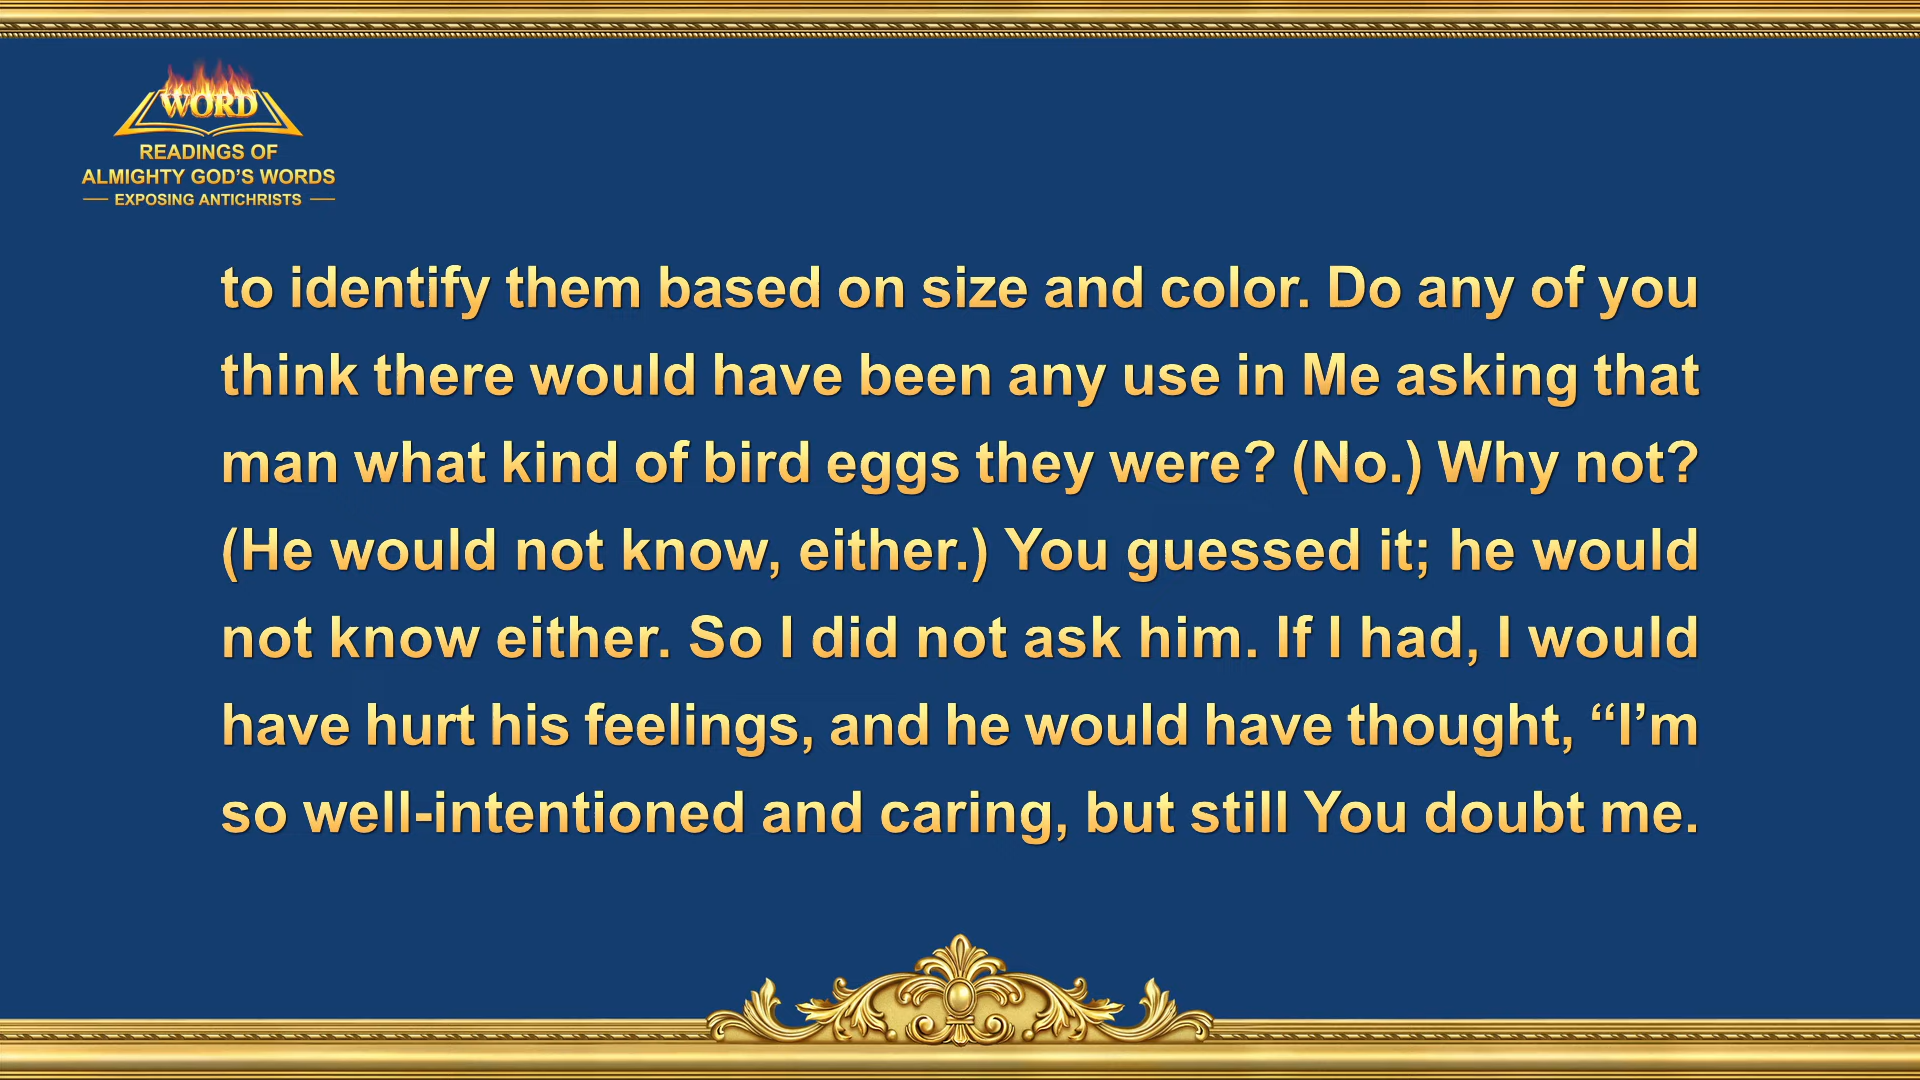 WORD
READINGS OF
ALMIGHTY GOD’S WORDS
EXPOSING ANTICHRISTS
to identify them based on size and color. Do any of you
think there would have been any use in Me asking that
man what kind of bird eggs they were? (No.) Why not?
(He would not know, either.) You guessed it; he would
not know either. So I did not ask him. If I had, I would
have hurt his feelings, and he would have thought, “I’m
so well-intentioned and caring, but still You doubt me.